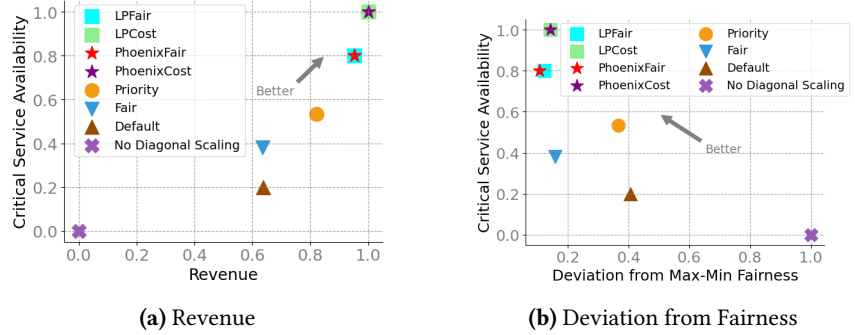 Critical Service Availability
1.0
0.8
0.6
0.4
0.2
0.0
LPFair
LPCost
PhoenixFair
PhoenixCost
Priority
Fair
Default
No Diagonal Scaling
Better
0.0 0.2 0.4 0.6 0.8 1.0
Revenue
(a) Revenue
Critical Service Availability
1.0
0.8
0.6
0.4
0.2
0.0
LPFair
LPCost
PhoenixFair
PhoenixCost
Priority
Fair
Default
No Diagonal Scaling
Better
0.2 0.4 0.6 0.8 1.0
Deviation from Max-Min Fairness
(b) Deviation from Fairness